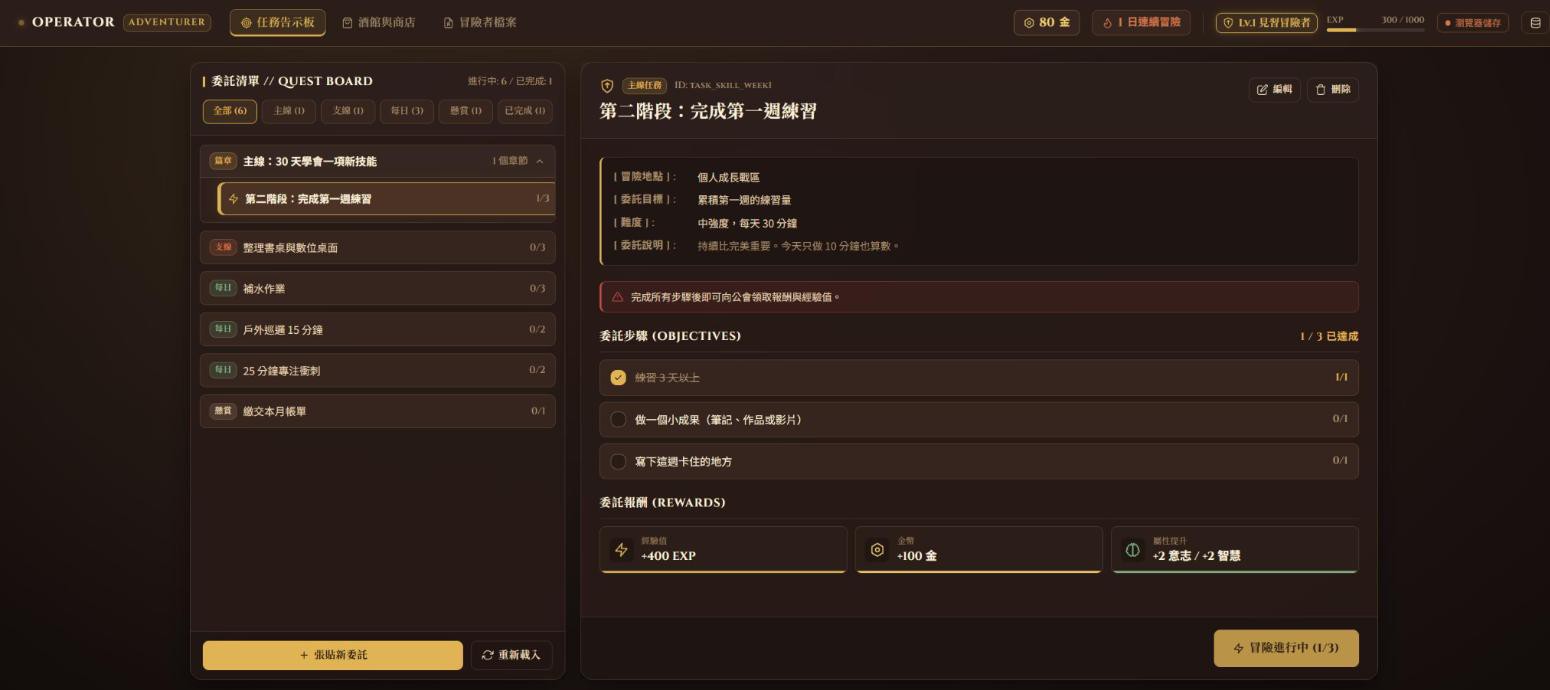 OPERATOR ADVENTURER 任務告示板 酒館與商店 冒險者檔案 80 金 1 日連續冒險 Lv.1 見習冒險者 EXP 300 / 1000 瀏覽器儲存
委託清單 // QUEST BOARD 進行中: 6 / 已完成: 1
全部 (6) 主線 (1) 支線 (1) 每日 (3) 懸賞 (1) 已完成 (1)
篇章 主線：30 天學會一項新技能 1 個章節
第二階段：完成第一週練習 1/3
支線 整理書桌與數位桌面 0/3
每日 補水作業 0/3
每日 戶外巡邏 15 分鐘 0/2
每日 25 分鐘專注衝刺 0/2
懸賞 繳交本月帳單 0/1
+ 張貼新委託 重新載入
主線任務 ID: TASK_SKILL_WEEK1
第二階段：完成第一週練習
編輯 刪除
[ 冒險地點 ]： 個人成長戰區
[ 委託目標 ]： 累積第一週的練習量
[ 難度 ]： 中強度，每天 30 分鐘
[ 委託說明 ]： 持續比完美重要。今天只做 10 分鐘也算數。
完成所有步驟後即可向公會領取報酬與經驗值。
委託步驟 (OBJECTIVES) 1 / 3 已達成
練習 3 天以上 1/1
做一個小成果（筆記、作品或影片） 0/1
寫下這週卡住的地方 0/1
委託報酬 (REWARDS)
經驗值
+400 EXP
金幣
+100 金
屬性提升
+2 意志 / +2 智慧
冒險進行中 (1/3)